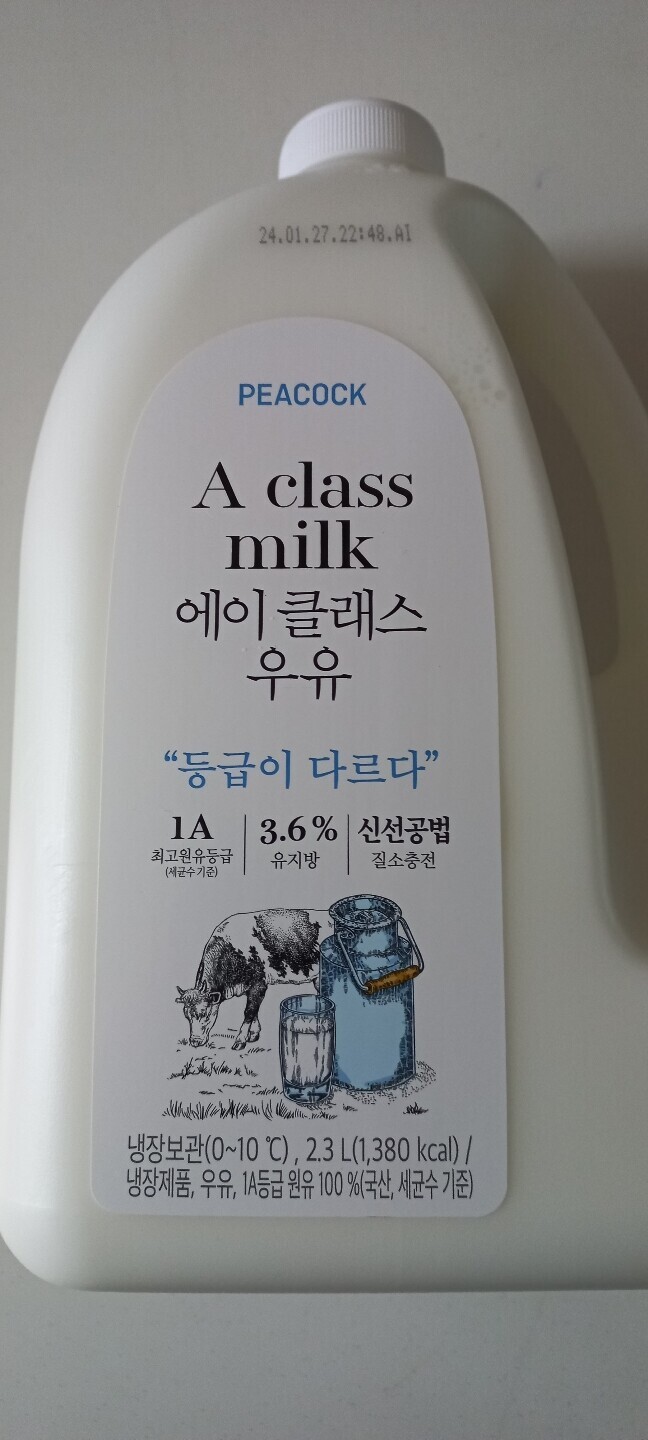 24.01.27.22:48.AI
PEACOCK
A class
milk
에이 클래스
우유
“등급이 다르다”
1A
최고원유등급
(세균수 기준)
3.6%
유지방
신선공법
질소충전
냉장보관(0~10 ℃) , 2.3 L(1,380 kcal) /
냉장제품, 우유, 1A등급 원유 100 %(국산, 세균수 기준)